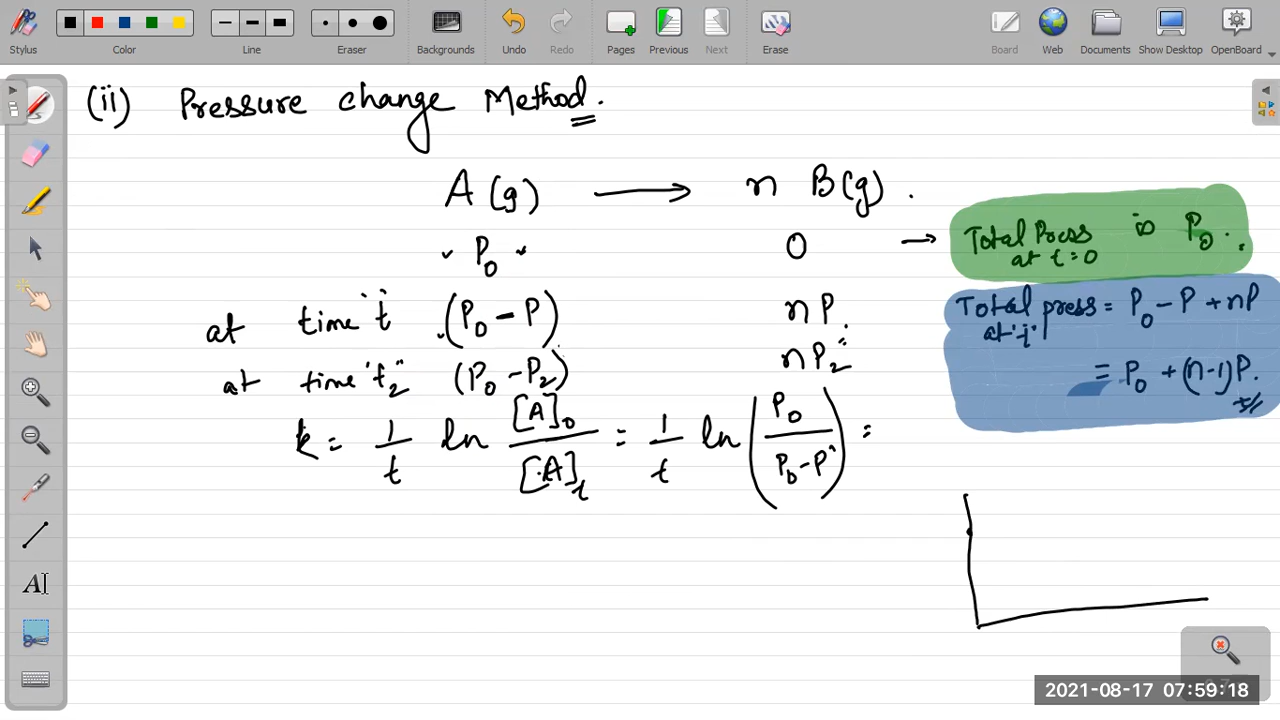 Stylus Color Line Eraser Backgrounds Undo Redo Pages Previous Next Erase Board Web Documents Show Desktop OpenBoard
(ii) Pressure change Method.
A (g) ⟶ n B(g).
P₀ 0 → Total Press is P₀.
at t=0
at time 't' (P₀ - P) nP. Total press = P₀ - P + nP
at 't'
at time 't₂' (P₀ - P₂) nP₂ = P₀ + (n-1)P.
k = 1/t ln [A]₀/[A]ₜ = 1/t ln (P₀/(P₀-P)) =
AI
2021-08-17 07:59:18